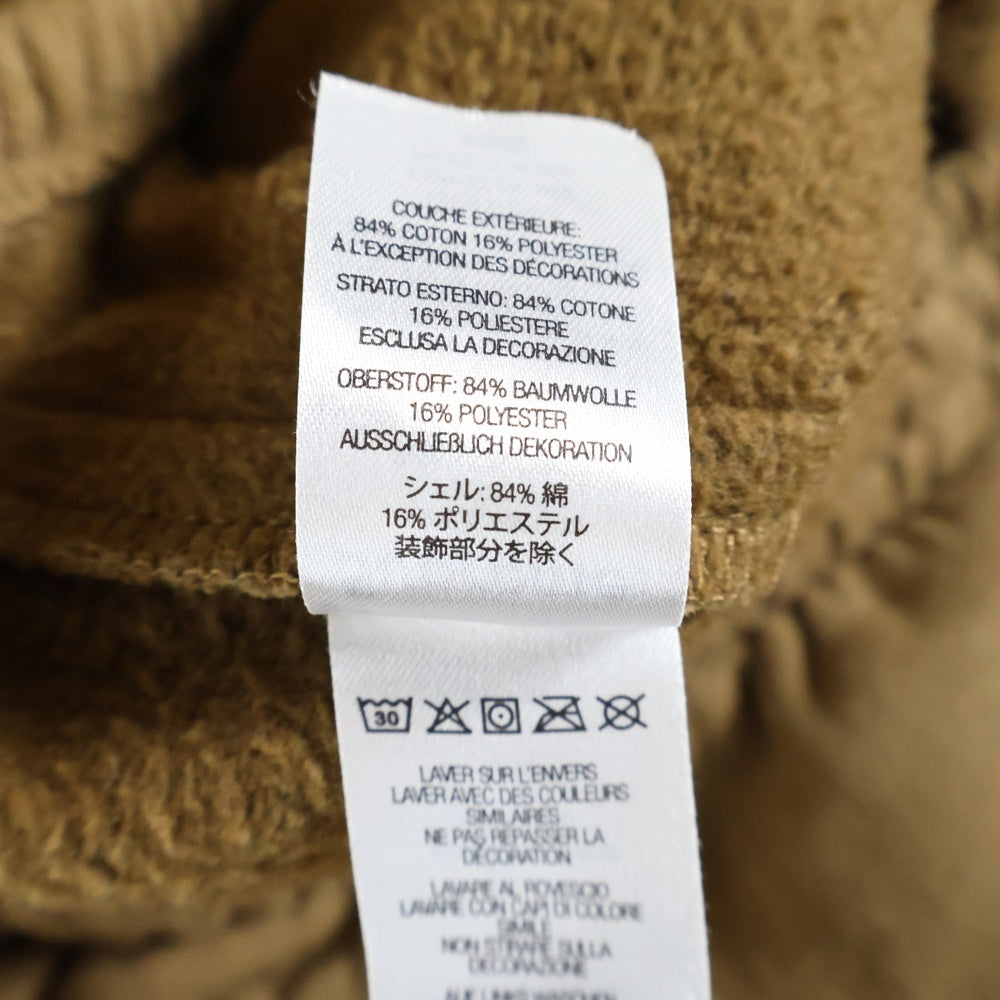 COUCHE EXTÉRIEURE:
84% COTON 16% POLYESTER
À L'EXCEPTION DES DÉCORATIONS
STRATO ESTERNO: 84% COTONE
16% POLIESTERE
ESCLUSA LA DECORAZIONE
OBERSTOFF: 84% BAUMWOLLE
16% POLYESTER
AUSSCHLIEßLICH DEKORATION
シェル: 84% 綿
16% ポリエステル
装飾部分を除く
30
LAVER SUR L'ENVERS
LAVER AVEC DES COULEURS
SIMILAIRES
NE PAS REPASSER LA
DÉCORATION
LAVARE AL ROVESCIO
LAVARE CON CAPI DI COLORE
SIMILE
NON STIRARE SULLA
DECORAZIONE